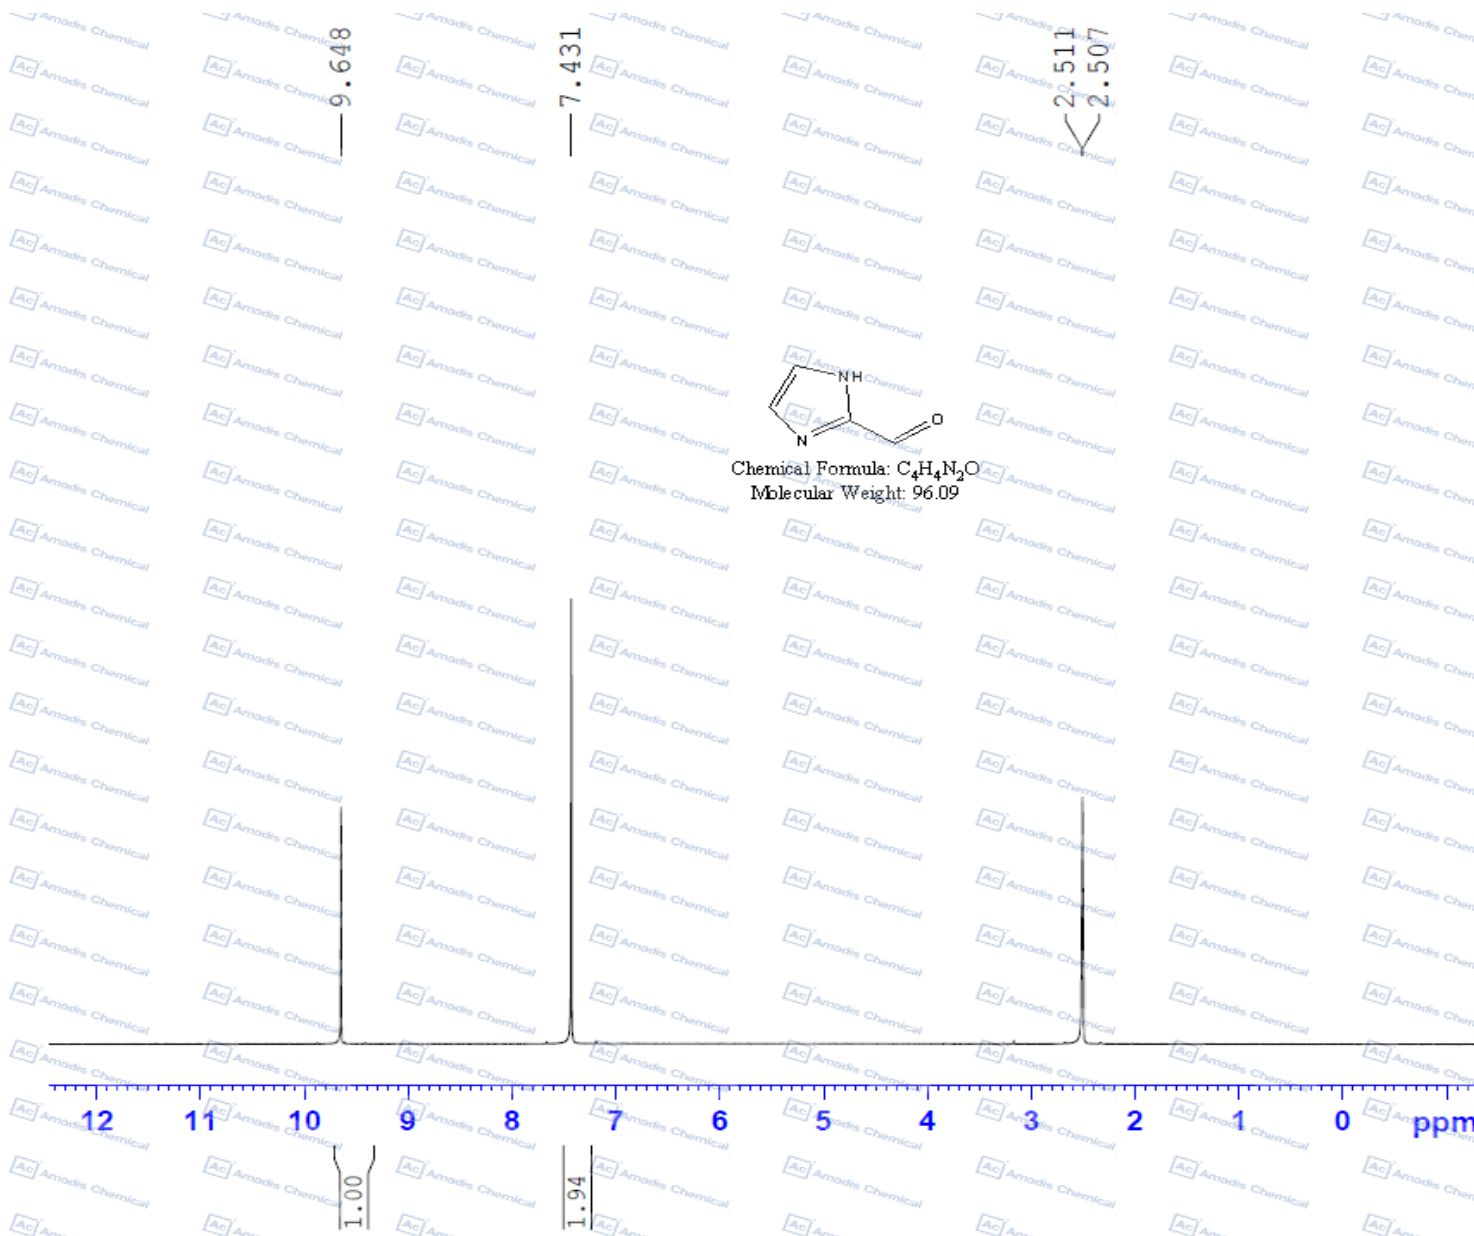 9.648
7.431
2.511
2.507
NH
N
O
Chemical Formula: C₄H₄N₂O
Molecular Weight: 96.09
12 11 10 9 8 7 6 5 4 3 2 1 0 ppm
1.00
1.94
Ac Amadis Chemical